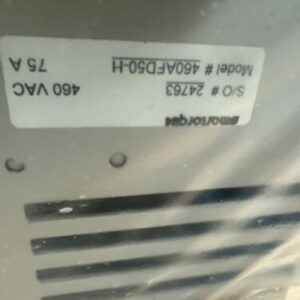 smartorque
S/O # 24763 460 VAC
Model # 460AFD50-H 75 A